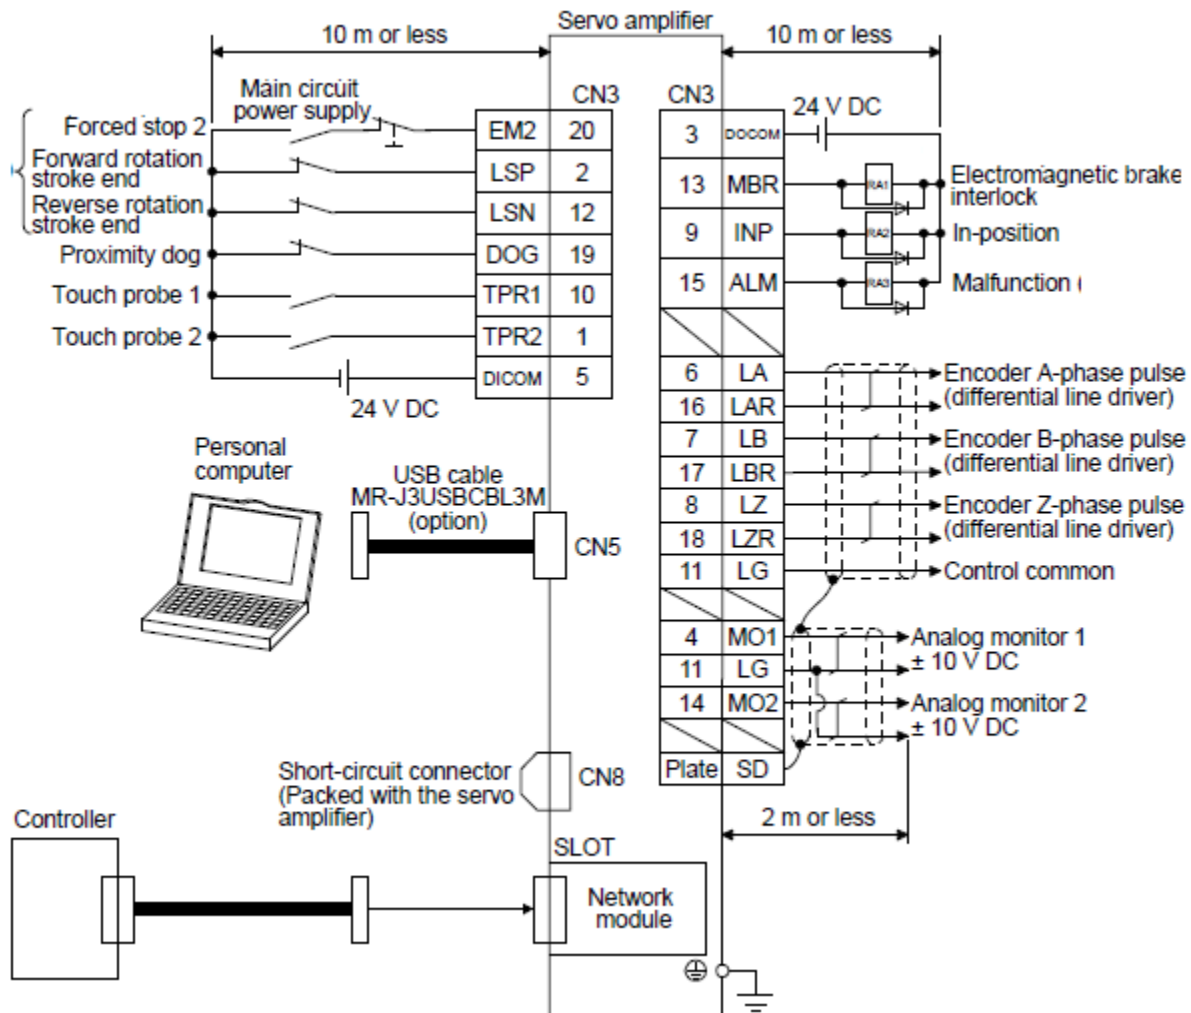 Servo amplifier
10 m or less
10 m or less
Main circuit
power supply
CN3
CN3
24 V DC
Forced stop 2
EM2 20
3 DOCOM
Forward rotation
stroke end
LSP 2
13 MBR
RA1
Electromagnetic brake
interlock
Reverse rotation
stroke end
LSN 12
9 INP
RA2
In-position
Proximity dog
DOG 19
15 ALM
RA3
Malfunction (
Touch probe 1
TPR1 10
Touch probe 2
TPR2 1
DICOM 5
24 V DC
6 LA
Encoder A-phase pulse
(differential line driver)
16 LAR
7 LB
Encoder B-phase pulse
(differential line driver)
17 LBR
8 LZ
Encoder Z-phase pulse
(differential line driver)
18 LZR
11 LG
Control common
4 MO1
Analog monitor 1
± 10 V DC
11 LG
14 MO2
Analog monitor 2
± 10 V DC
Plate SD
2 m or less
Personal
computer
USB cable
MR-J3USBCBL3M
(option)
CN5
Short-circuit connector
(Packed with the servo
amplifier)
CN8
Controller
SLOT
Network
module